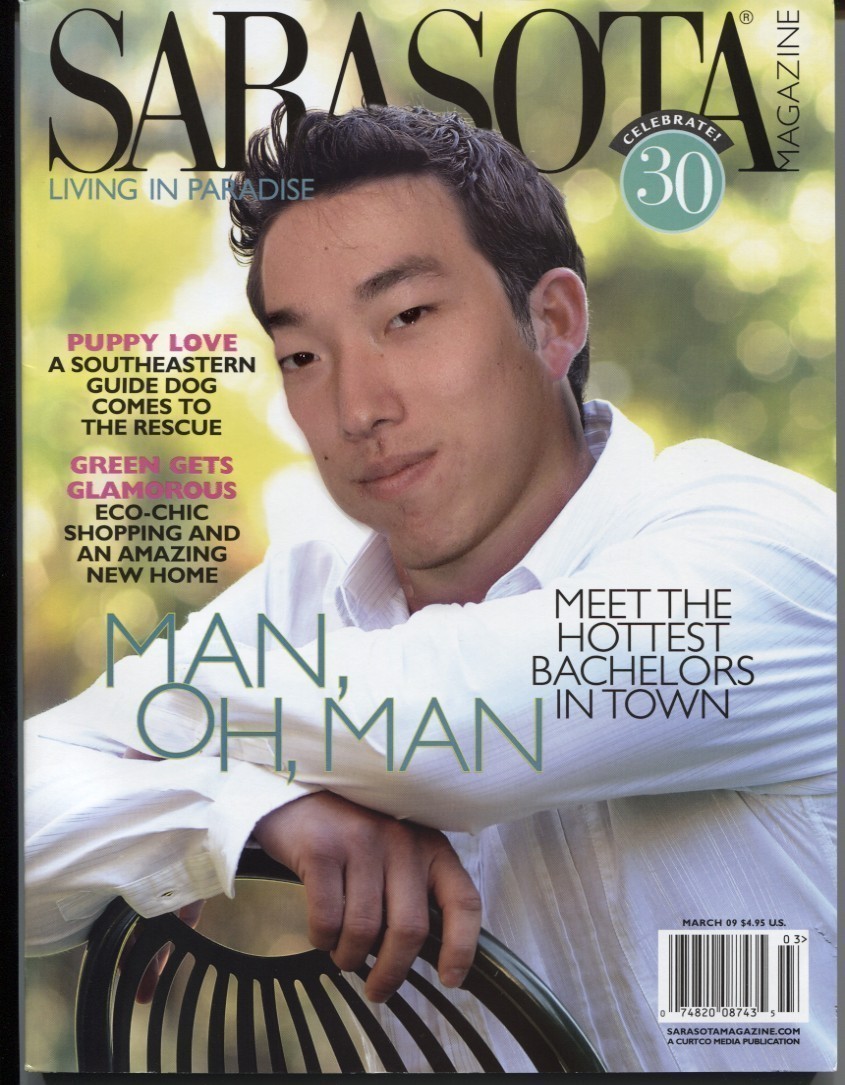 SARASOTA®
MAGAZINE
LIVING IN PARADISE
CELEBRATE!
30
PUPPY LOVE
A SOUTHEASTERN
GUIDE DOG
COMES TO
THE RESCUE
GREEN GETS
GLAMOROUS
ECO-CHIC
SHOPPING AND
AN AMAZING
NEW HOME
MAN,
OH, MAN
MEET THE
HOTTEST
BACHELORS
IN TOWN
MARCH 09 $4.95 U.S.
03>
0 74820 08743 5
SARASOTAMAGAZINE.COM
A CURTCO MEDIA PUBLICATION